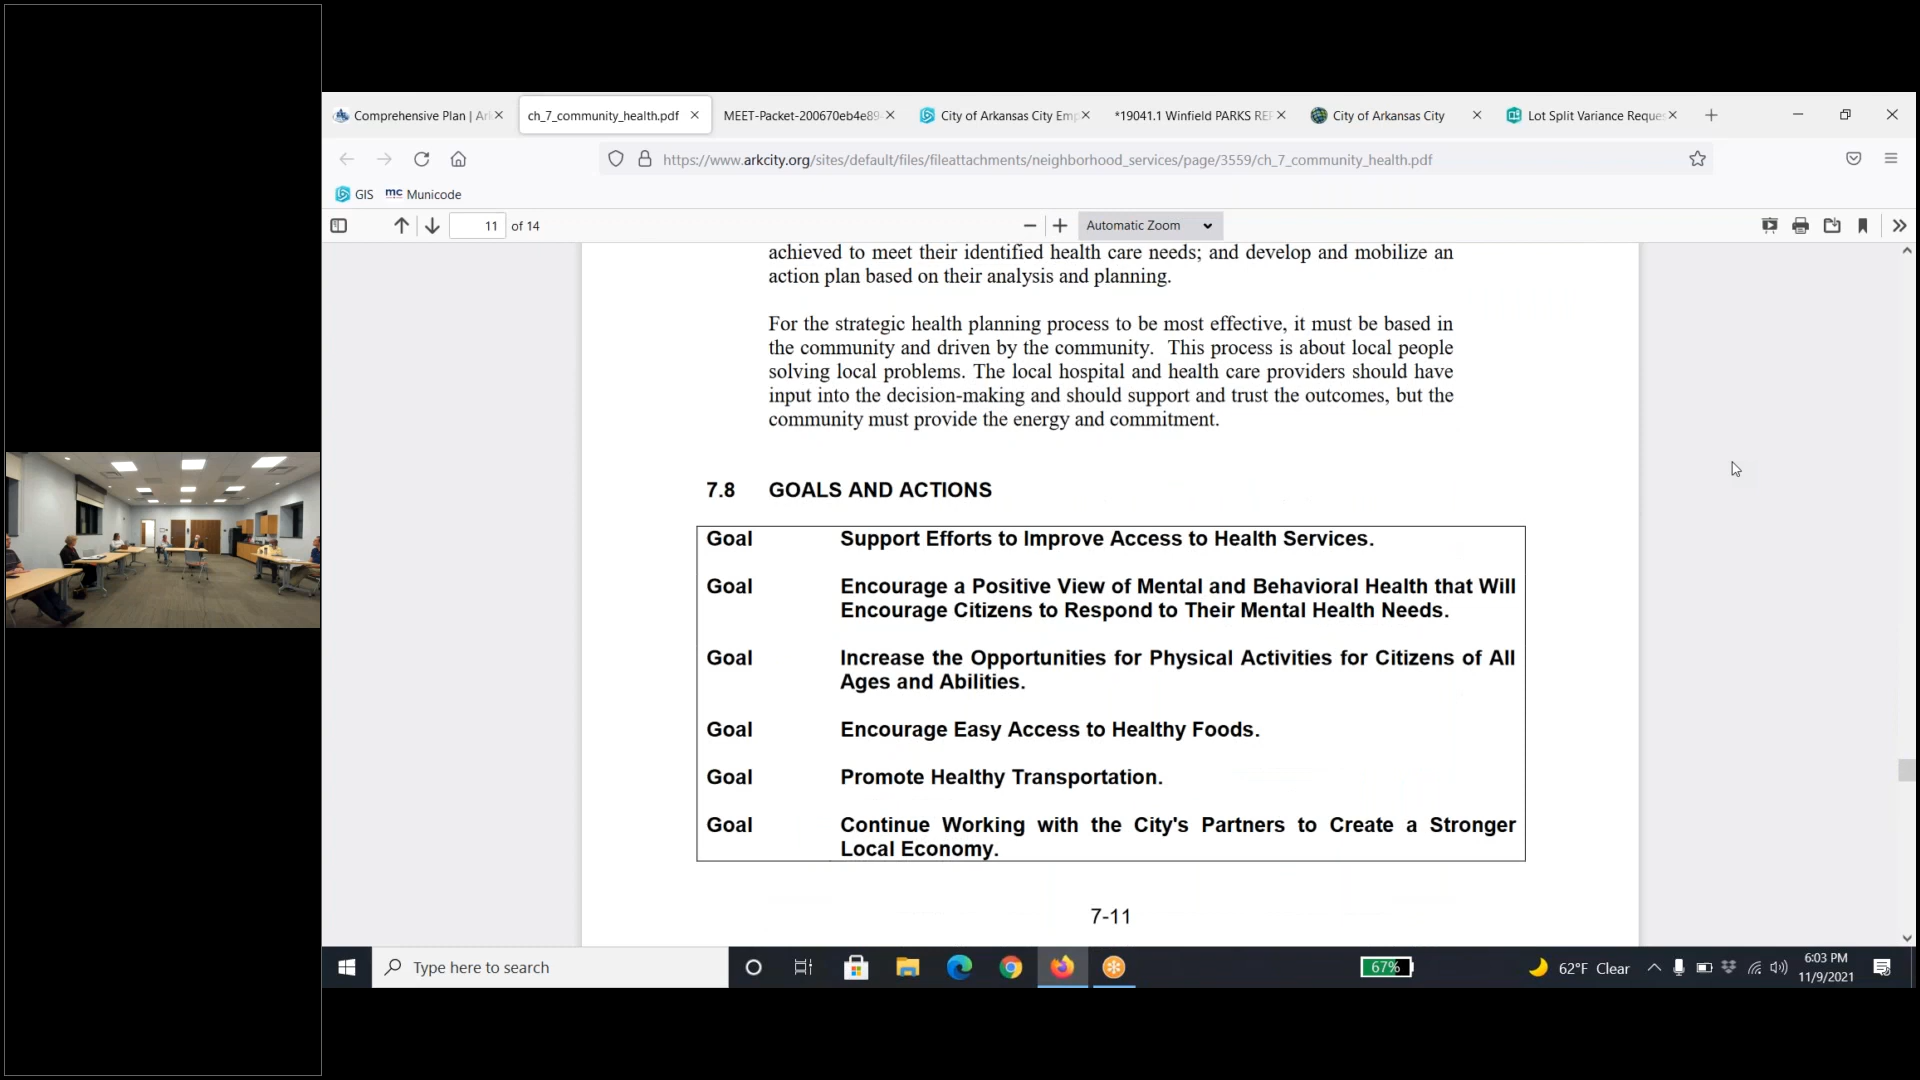 Comprehensive Plan | Ar
ch_7_community_health.pdf
MEET-Packet-200670eb4e89
City of Arkansas City Emp
*19041.1 Winfield PARKS REP
City of Arkansas City
Lot Split Variance Reques
https://www.arkcity.org/sites/default/files/fileattachments/neighborhood_services/page/3559/ch_7_community_health.pdf
GIS
mc Municode
11 of 14
Automatic Zoom
achieved to meet their identified health care needs; and develop and mobilize an
action plan based on their analysis and planning.
For the strategic health planning process to be most effective, it must be based in
the community and driven by the community. This process is about local people
solving local problems. The local hospital and health care providers should have
input into the decision-making and should support and trust the outcomes, but the
community must provide the energy and commitment.
7.8 GOALS AND ACTIONS
Goal Support Efforts to Improve Access to Health Services.
Goal Encourage a Positive View of Mental and Behavioral Health that Will
Encourage Citizens to Respond to Their Mental Health Needs.
Goal Increase the Opportunities for Physical Activities for Citizens of All
Ages and Abilities.
Goal Encourage Easy Access to Healthy Foods.
Goal Promote Healthy Transportation.
Goal Continue Working with the City's Partners to Create a Stronger
Local Economy.
7-11
Type here to search
67%
62°F Clear
6:03 PM
11/9/2021